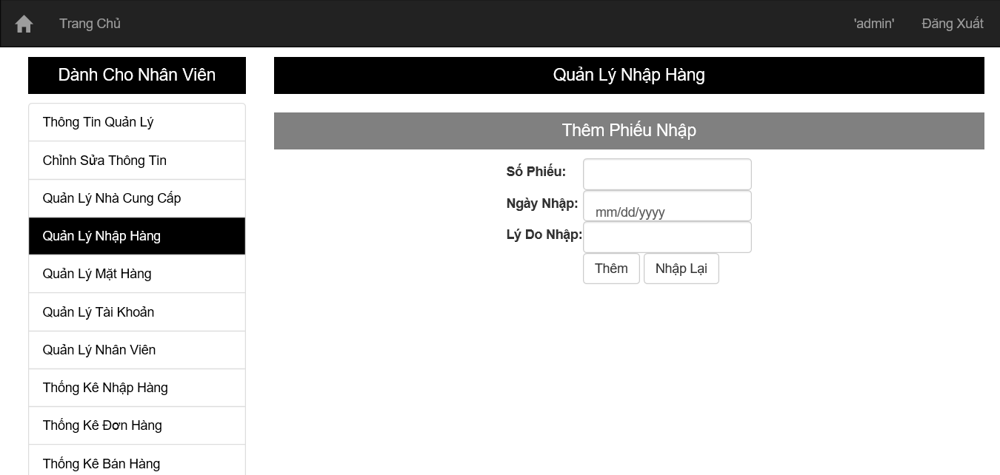 Trang Chủ
'admin'
Đăng Xuất
Dành Cho Nhân Viên
Thông Tin Quản Lý
Chỉnh Sửa Thông Tin
Quản Lý Nhà Cung Cấp
Quản Lý Nhập Hàng
Quản Lý Mặt Hàng
Quản Lý Tài Khoản
Quản Lý Nhân Viên
Thống Kê Nhập Hàng
Thống Kê Đơn Hàng
Thống Kê Bán Hàng
Quản Lý Nhập Hàng
Thêm Phiếu Nhập
Số Phiếu:
Ngày Nhập:
mm/dd/yyyy
Lý Do Nhập:
Thêm
Nhập Lại